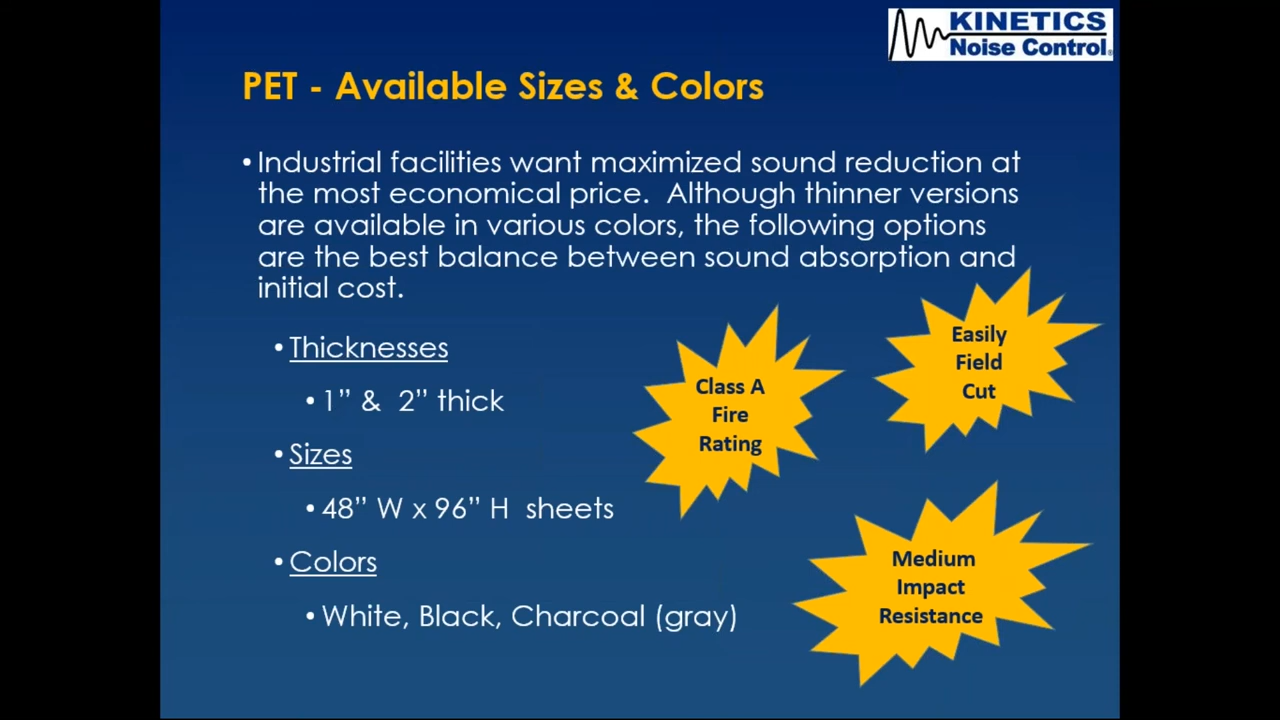 KINETICS
Noise Control®
PET - Available Sizes & Colors
• Industrial facilities want maximized sound reduction at
the most economical price.  Although thinner versions
are available in various colors, the following options
are the best balance between sound absorption and
initial cost.
• Thicknesses
• 1” &  2” thick
• Sizes
• 48” W x 96” H  sheets
• Colors
• White, Black, Charcoal (gray)
Class A
Fire
Rating
Easily
Field
Cut
Medium
Impact
Resistance